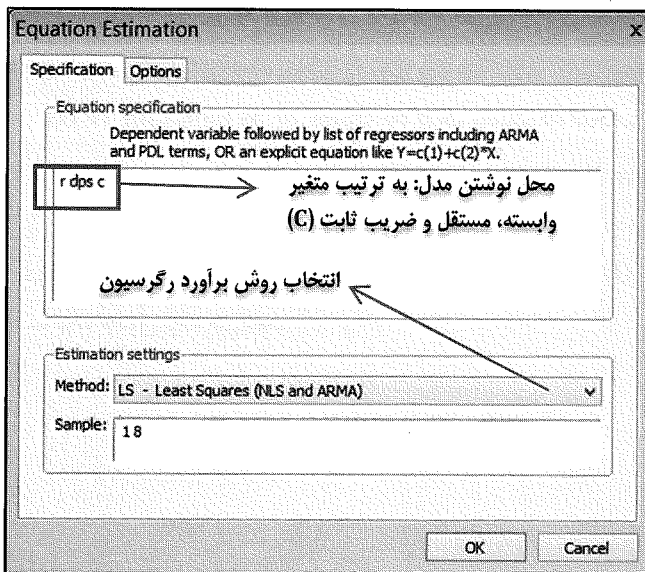 Equation Estimation
x
Specification Options
Equation specification
Dependent variable followed by list of regressors including ARMA
and PDL terms, OR an explicit equation like Y=c(1)+c(2)*X.
r dps c
محل نوشتن مدل: به ترتیب متغیر
وابسته، مستقل و ضریب ثابت (C)
انتخاب روش برآورد رگرسیون
Estimation settings
Method: LS - Least Squares (NLS and ARMA)
Sample: 1 8
OK Cancel